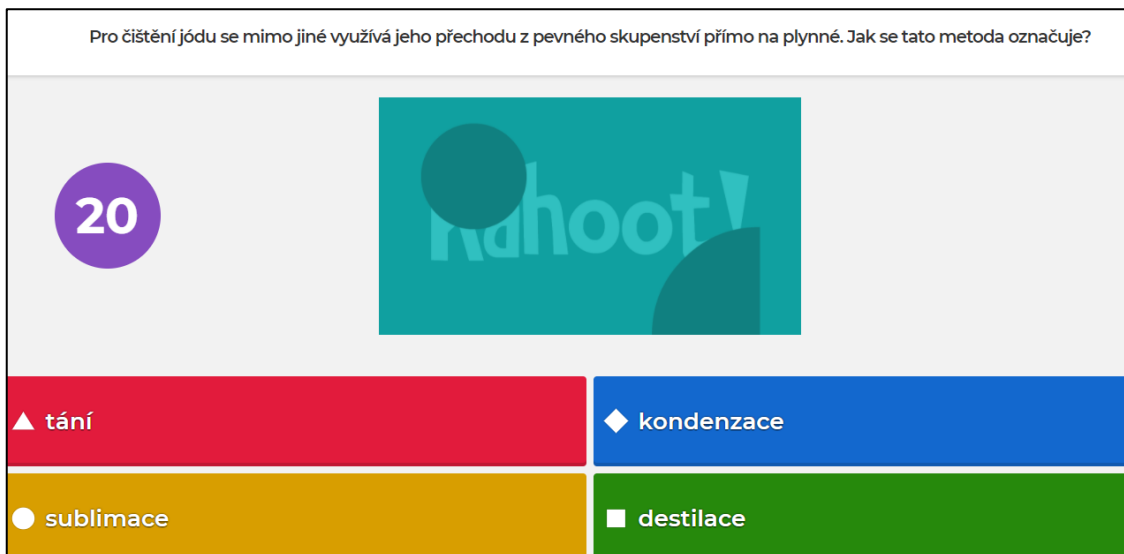 Pro čištění jódu se mimo jiné využívá jeho přechodu z pevného skupenství přímo na plynné. Jak se tato metoda označuje?
20
Kahoot!
tání
kondenzace
sublimace
destilace